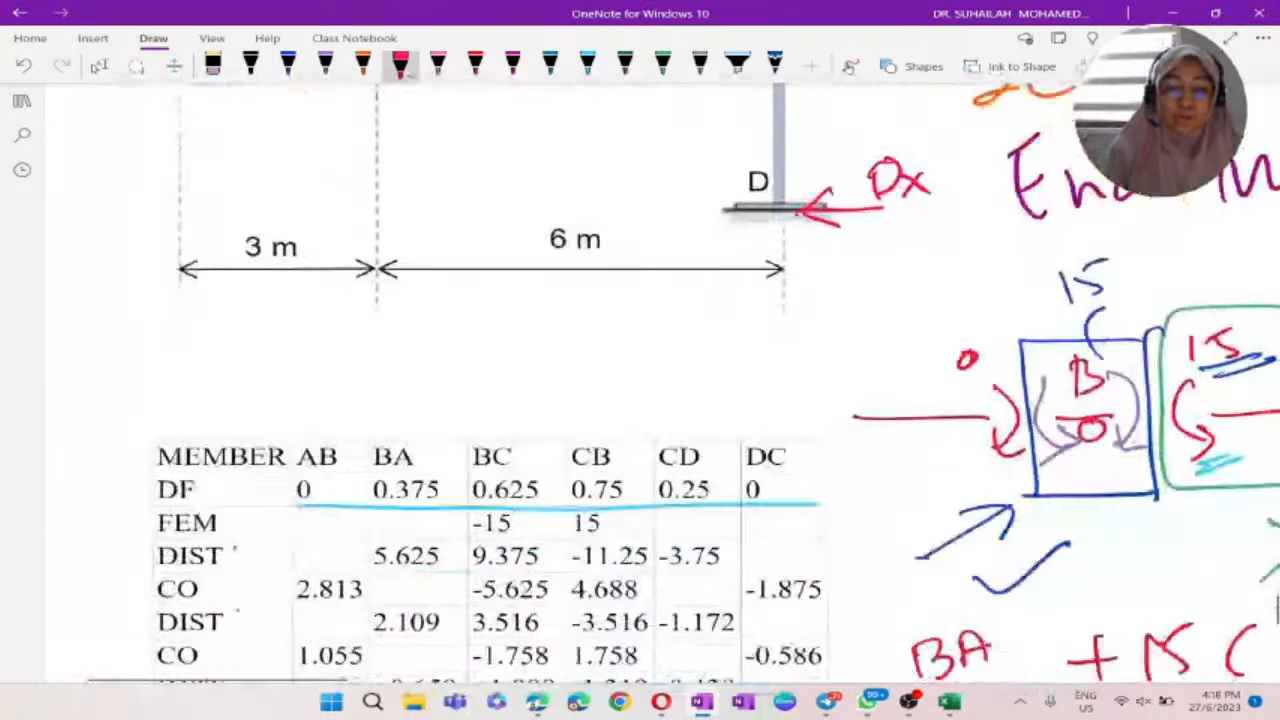 OneNote for Windows 10
DR. SUHAILAH MOHAMED...
Home Insert Draw View Help Class Notebook
Shapes Ink to Shape
D
Dx
3 m
6 m
15
0
B
0
15
MEMBER AB BA BC CB CD DC
DF 0 0.375 0.625 0.75 0.25 0
FEM -15 15
DIST 5.625 9.375 -11.25 -3.75
CO 2.813 -5.625 4.688 -1.875
DIST 2.109 3.516 -3.516 -1.172
CO 1.055 -1.758 1.758 -0.586
BA + 15 (
ENG
US
4:18 PM
27/6/2023
99+